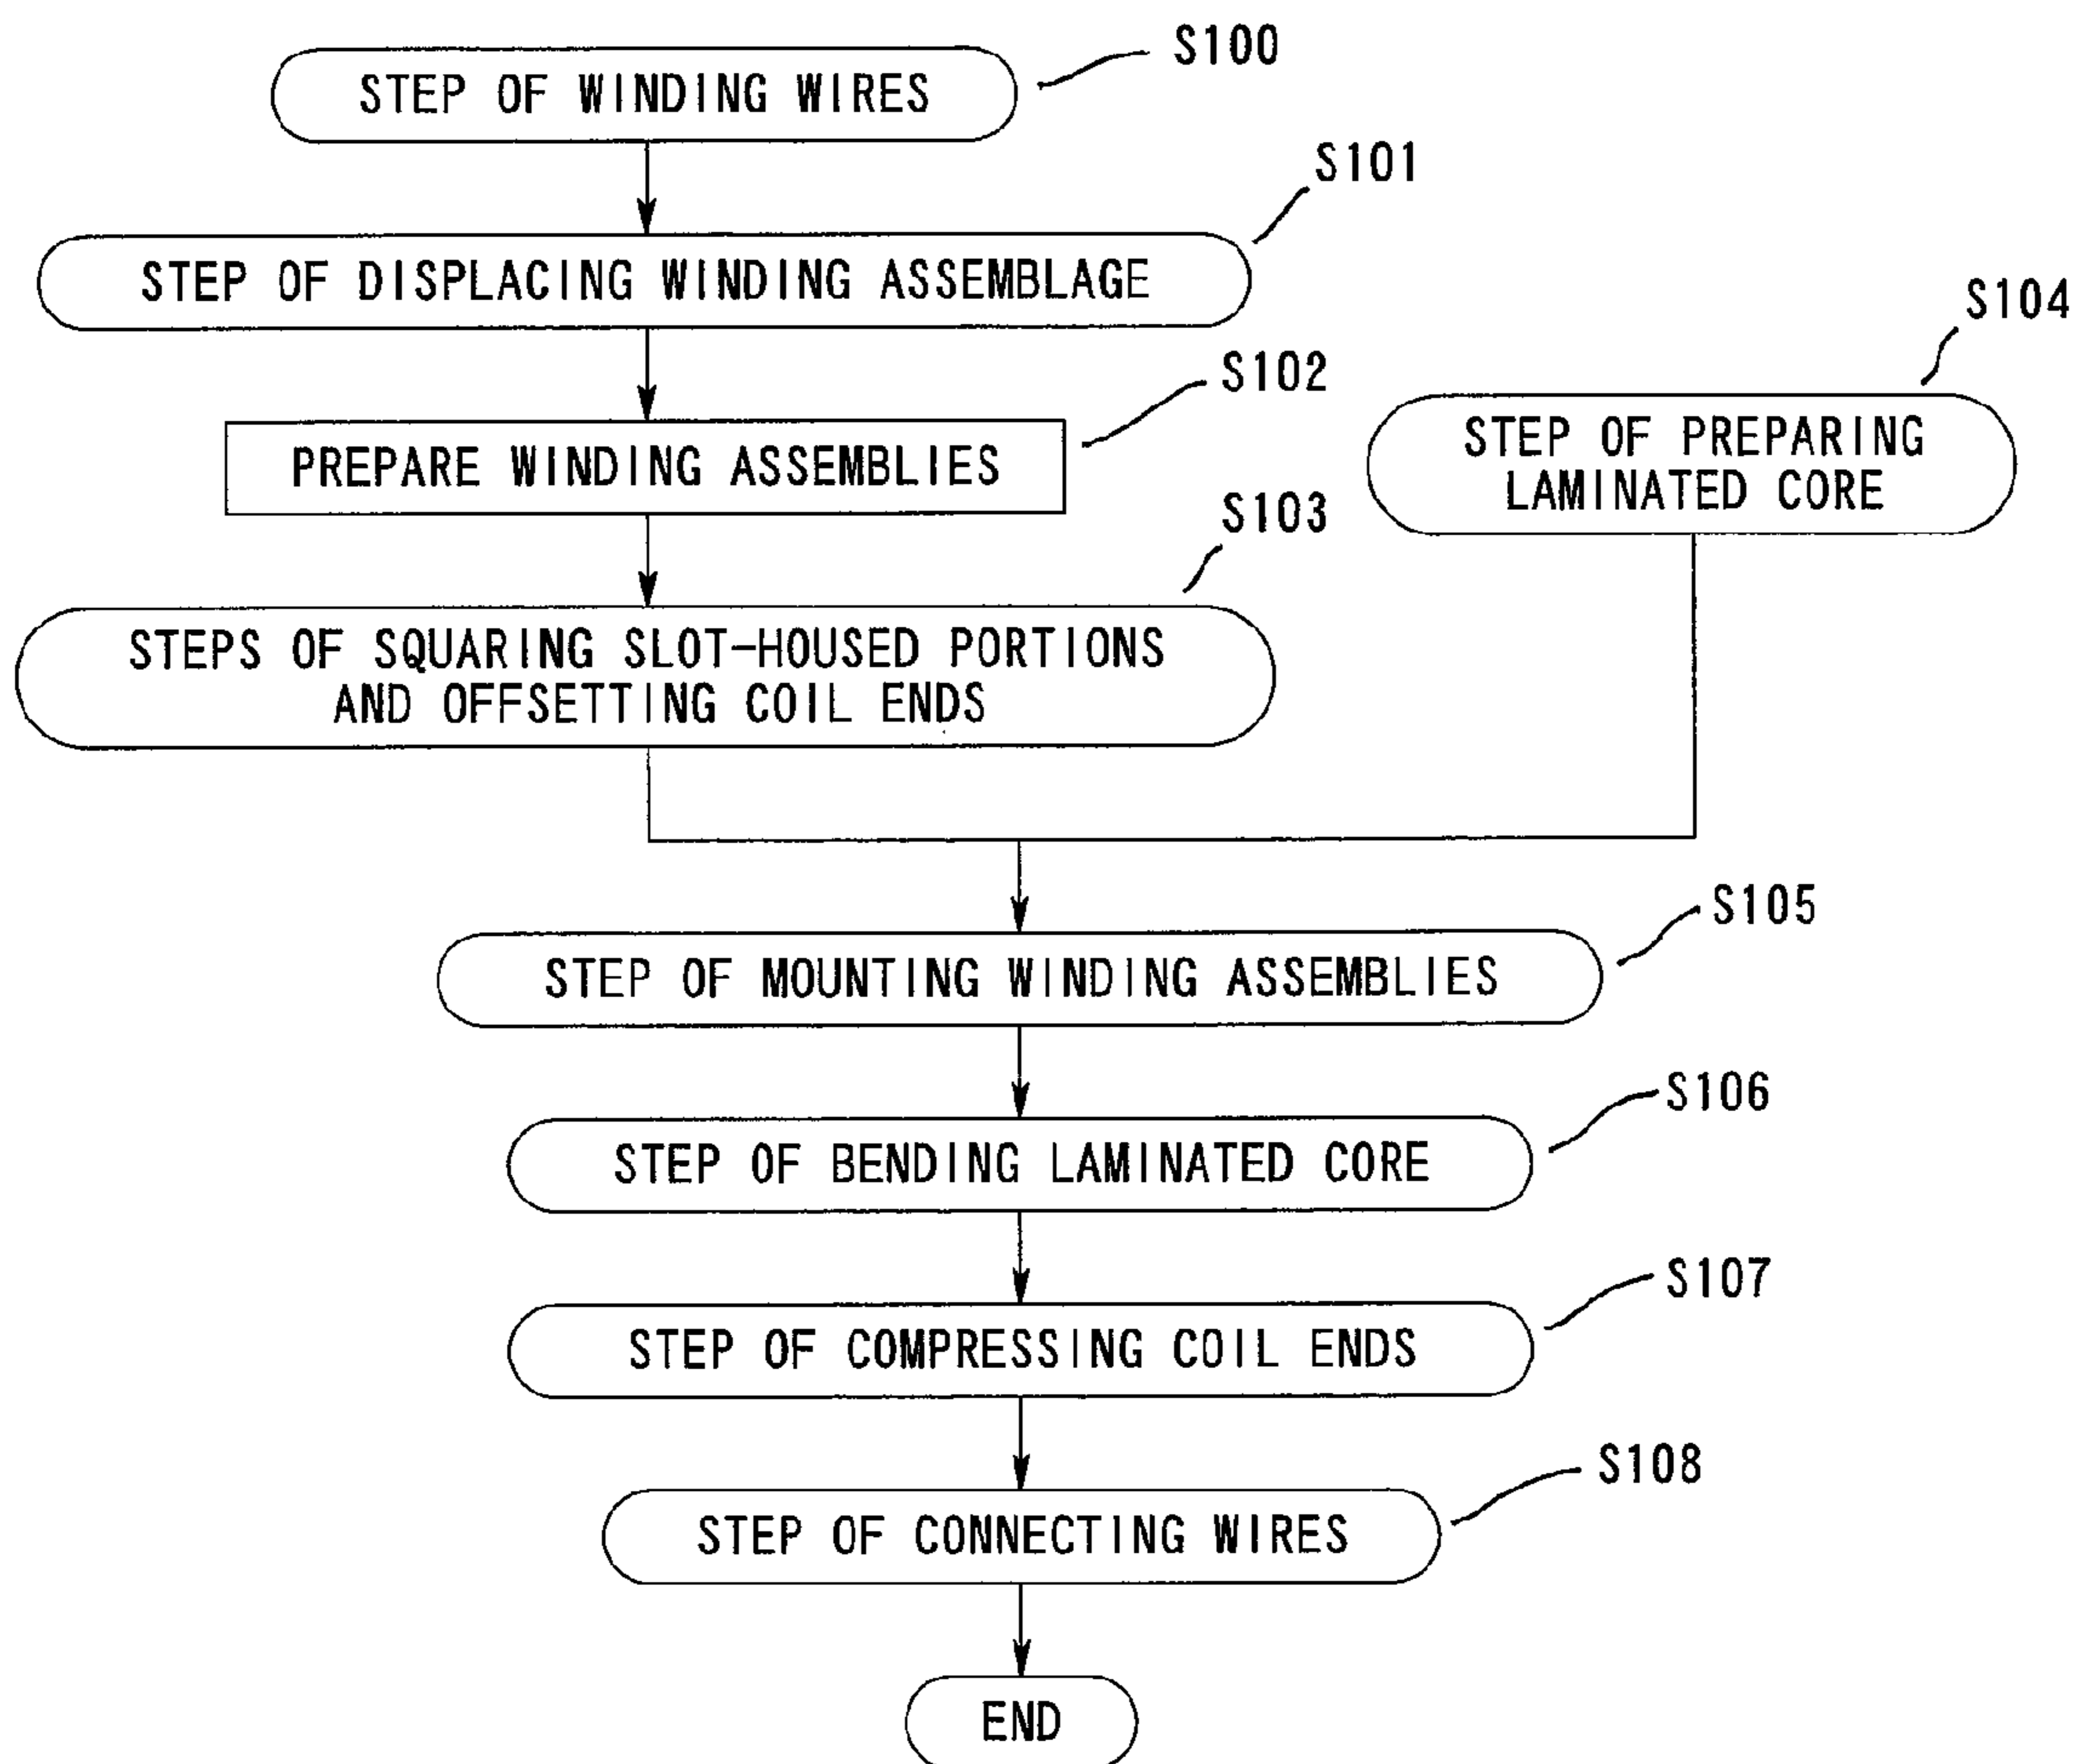 S100
STEP OF WINDING WIRES
S101
STEP OF DISPLACING WINDING ASSEMBLAGE
S102
PREPARE WINDING ASSEMBLIES
S103
STEPS OF SQUARING SLOT-HOUSED PORTIONS
AND OFFSETTING COIL ENDS
S104
STEP OF PREPARING
LAMINATED CORE
S105
STEP OF MOUNTING WINDING ASSEMBLIES
S106
STEP OF BENDING LAMINATED CORE
S107
STEP OF COMPRESSING COIL ENDS
S108
STEP OF CONNECTING WIRES
END